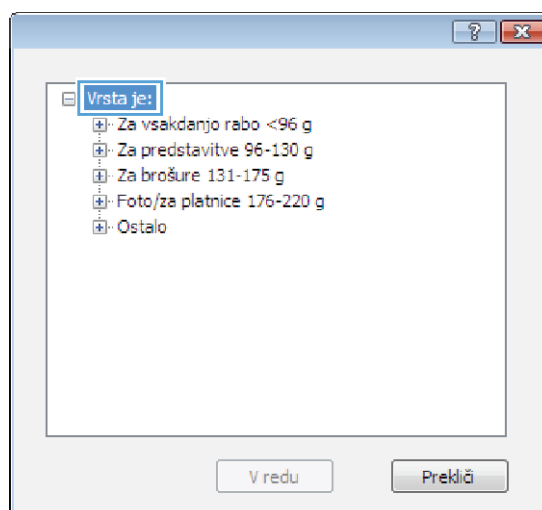 Vrsta je:
Za vsakdanjo rabo <96 g
Za predstavitve 96-130 g
Za brošure 131-175 g
Foto/za platnice 176-220 g
Ostalo
V redu
Prekliči